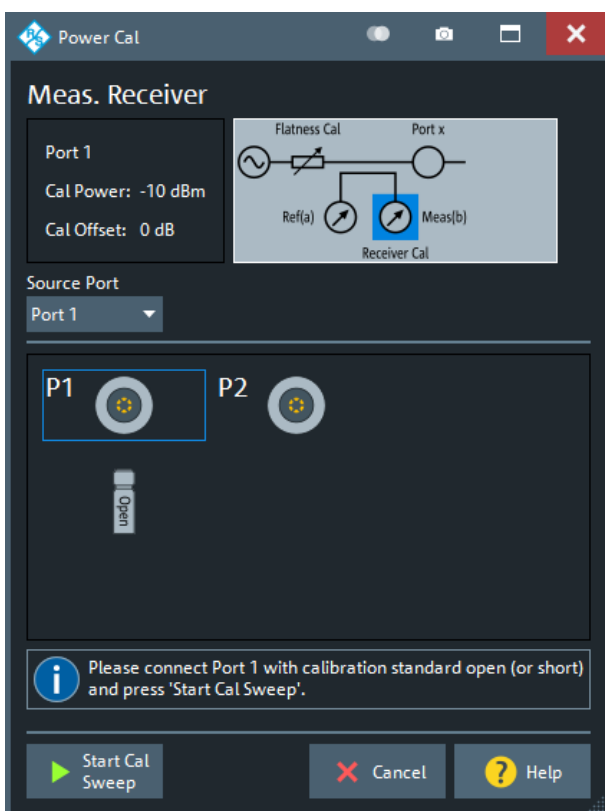 Power Cal
Meas. Receiver
Port 1
Cal Power: -10 dBm
Cal Offset: 0 dB
Flatness Cal
Port x
Ref(a)
Meas(b)
Receiver Cal
Source Port
Port 1
P1
P2
Open
Please connect Port 1 with calibration standard open (or short)
and press 'Start Cal Sweep'.
Start Cal
Sweep
Cancel
Help